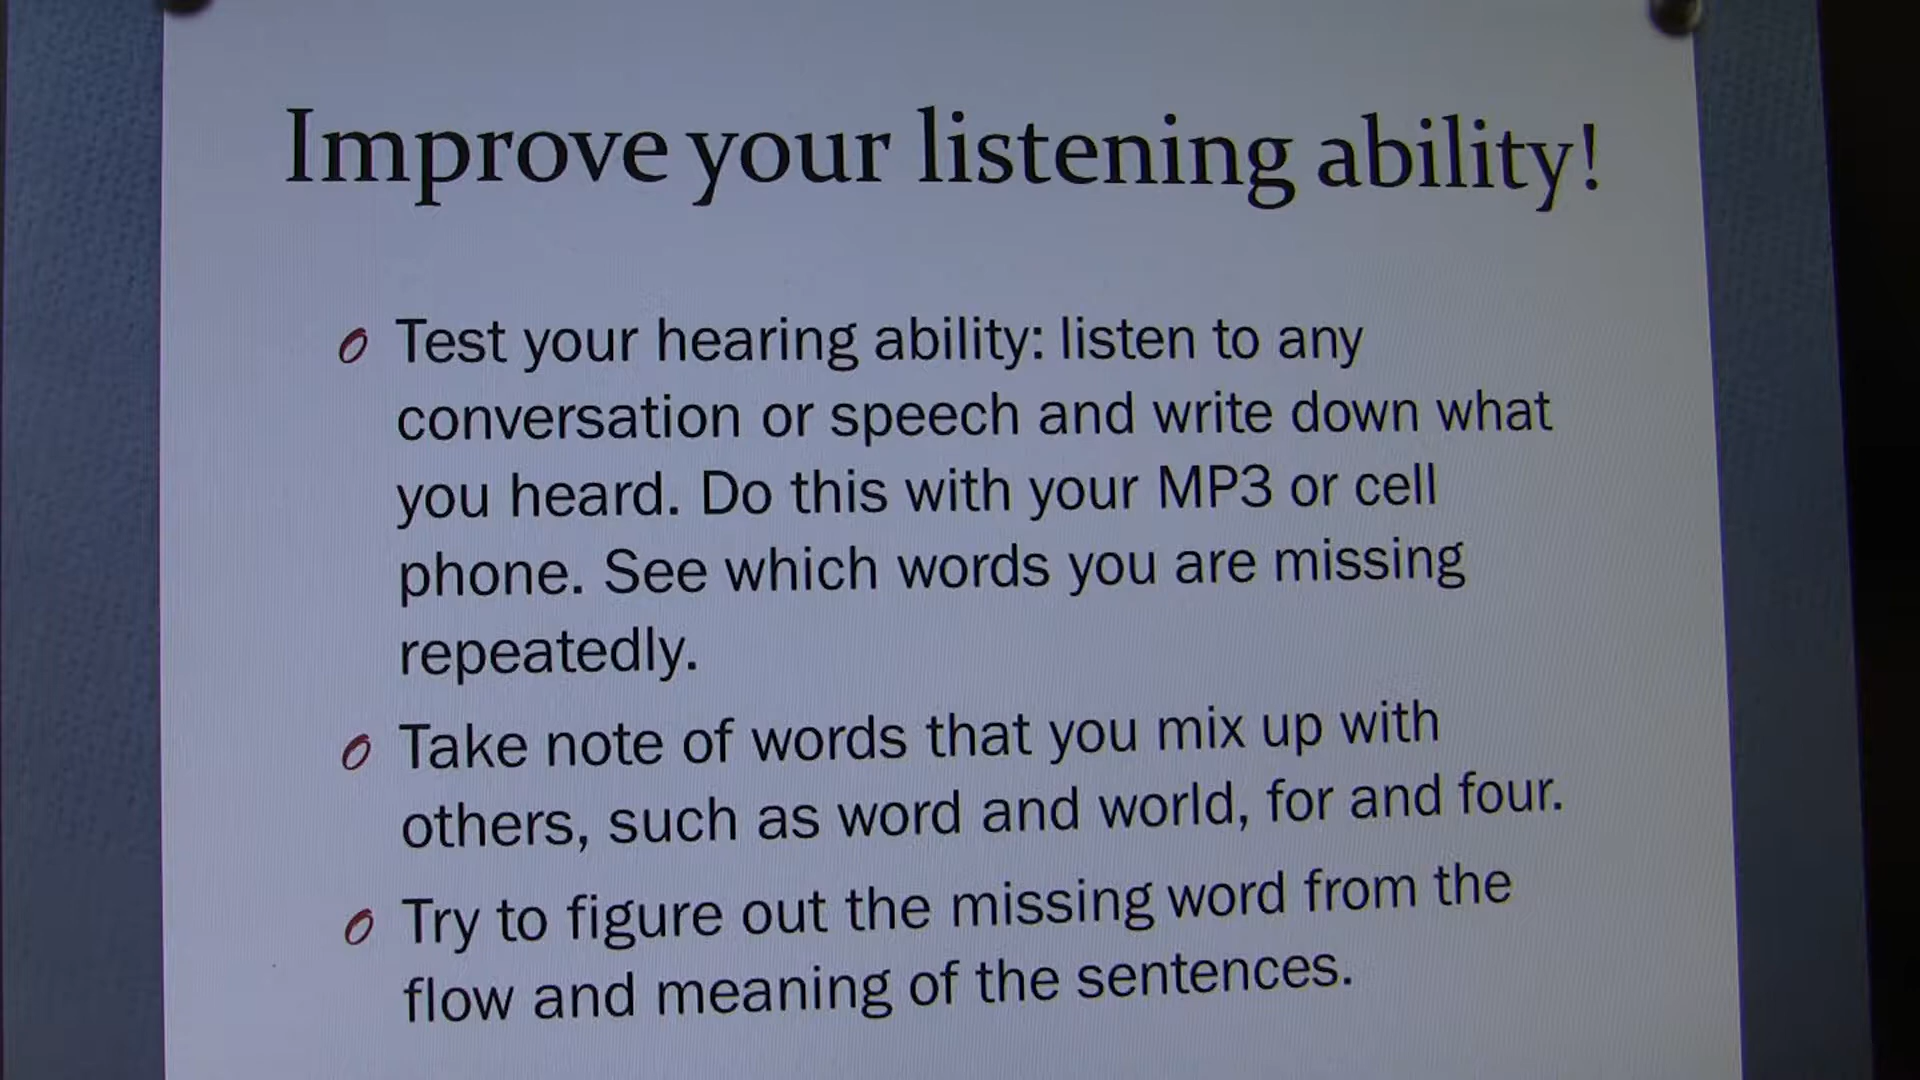 Improve your listening ability!
Test your hearing ability: listen to any
conversation or speech and write down what
you heard. Do this with your MP3 or cell
phone. See which words you are missing
repeatedly.
Take note of words that you mix up with
others, such as word and world, for and four.
Try to figure out the missing word from the
flow and meaning of the sentences.